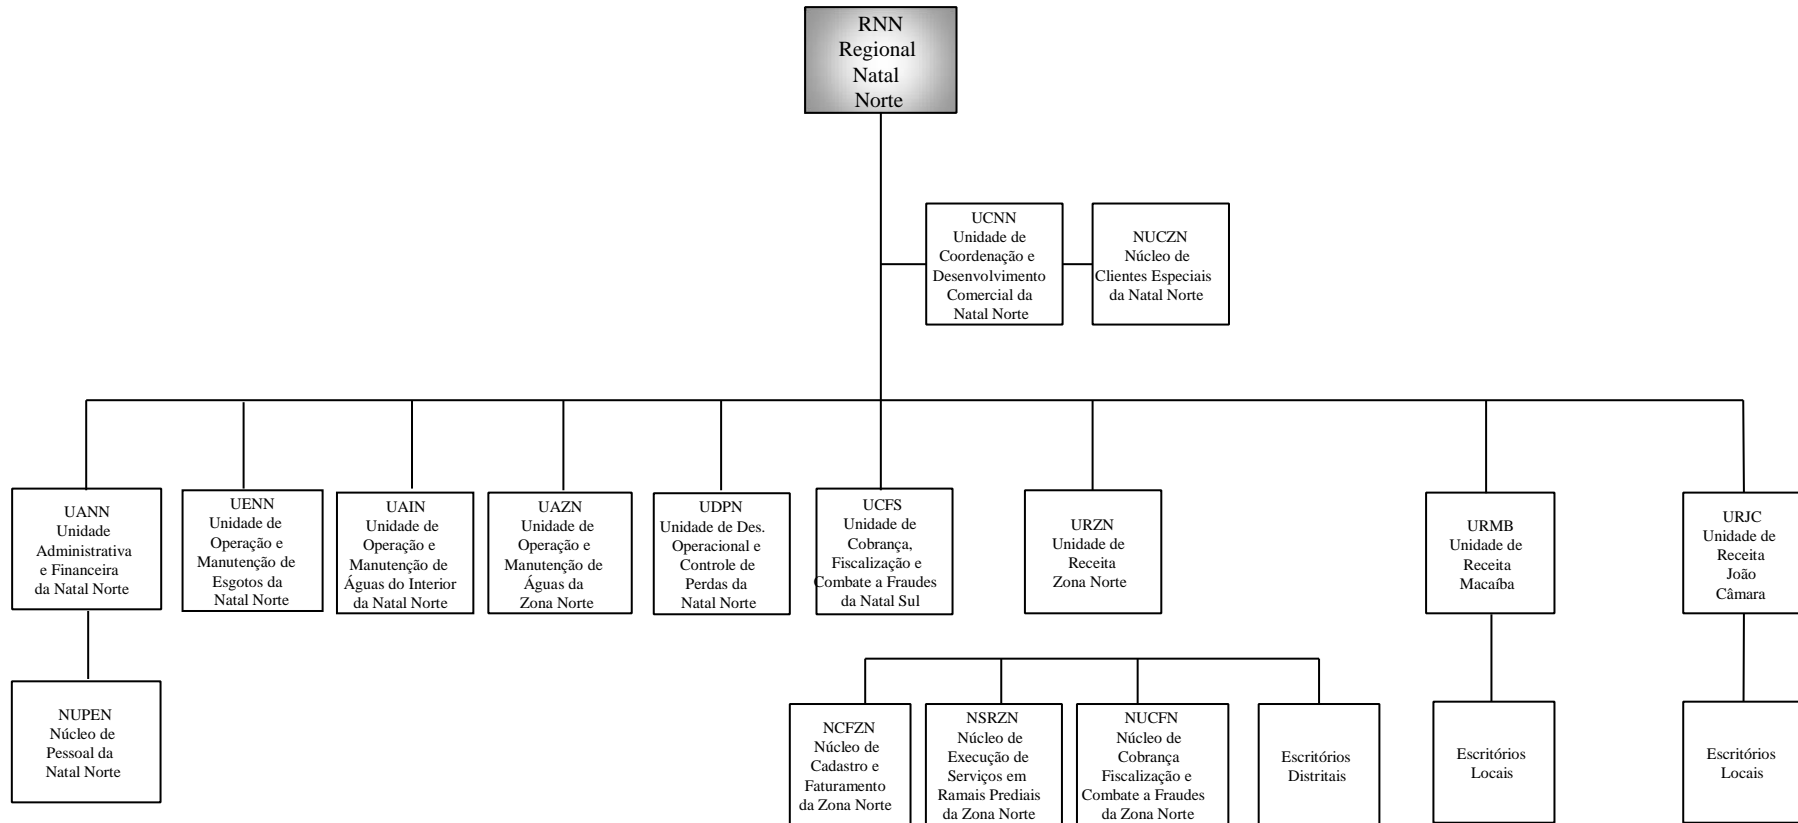 RNN
Regional
Natal
Norte
UCNN
Unidade de
Coordenação e
Desenvolvimento
Comercial da
Natal Norte
NUCZN
Núcleo de
Clientes Especiais
da Natal Norte
UANN
Unidade
Administrativa
e Financeira
da Natal Norte
UENN
Unidade de
Operação e
Manutenção de
Esgotos da
Natal Norte
UAIN
Unidade de
Operação e
Manutenção de
Águas do Interior
da Natal Norte
UAZN
Unidade de
Operação e
Manutenção de
Águas da
Zona Norte
UDPN
Unidade de Des.
Operacional e
Controle de
Perdas da
Natal Norte
UCFS
Unidade de
Cobrança,
Fiscalização e
Combate a Fraudes
da Natal Sul
URZN
Unidade de
Receita
Zona Norte
URMB
Unidade de
Receita
Macaíba
URJC
Unidade de
Receita
João
Câmara
NUPEN
Núcleo de
Pessoal da
Natal Norte
NCFZN
Núcleo de
Cadastro e
Faturamento
da Zona Norte
NSRZN
Núcleo de
Execução de
Serviços em
Ramais Prediais
da Zona Norte
NUCFN
Núcleo de
Cobrança
Fiscalização e
Combate a Fraudes
da Zona Norte
Escritórios
Distritais
Escritórios
Locais
Escritórios
Locais